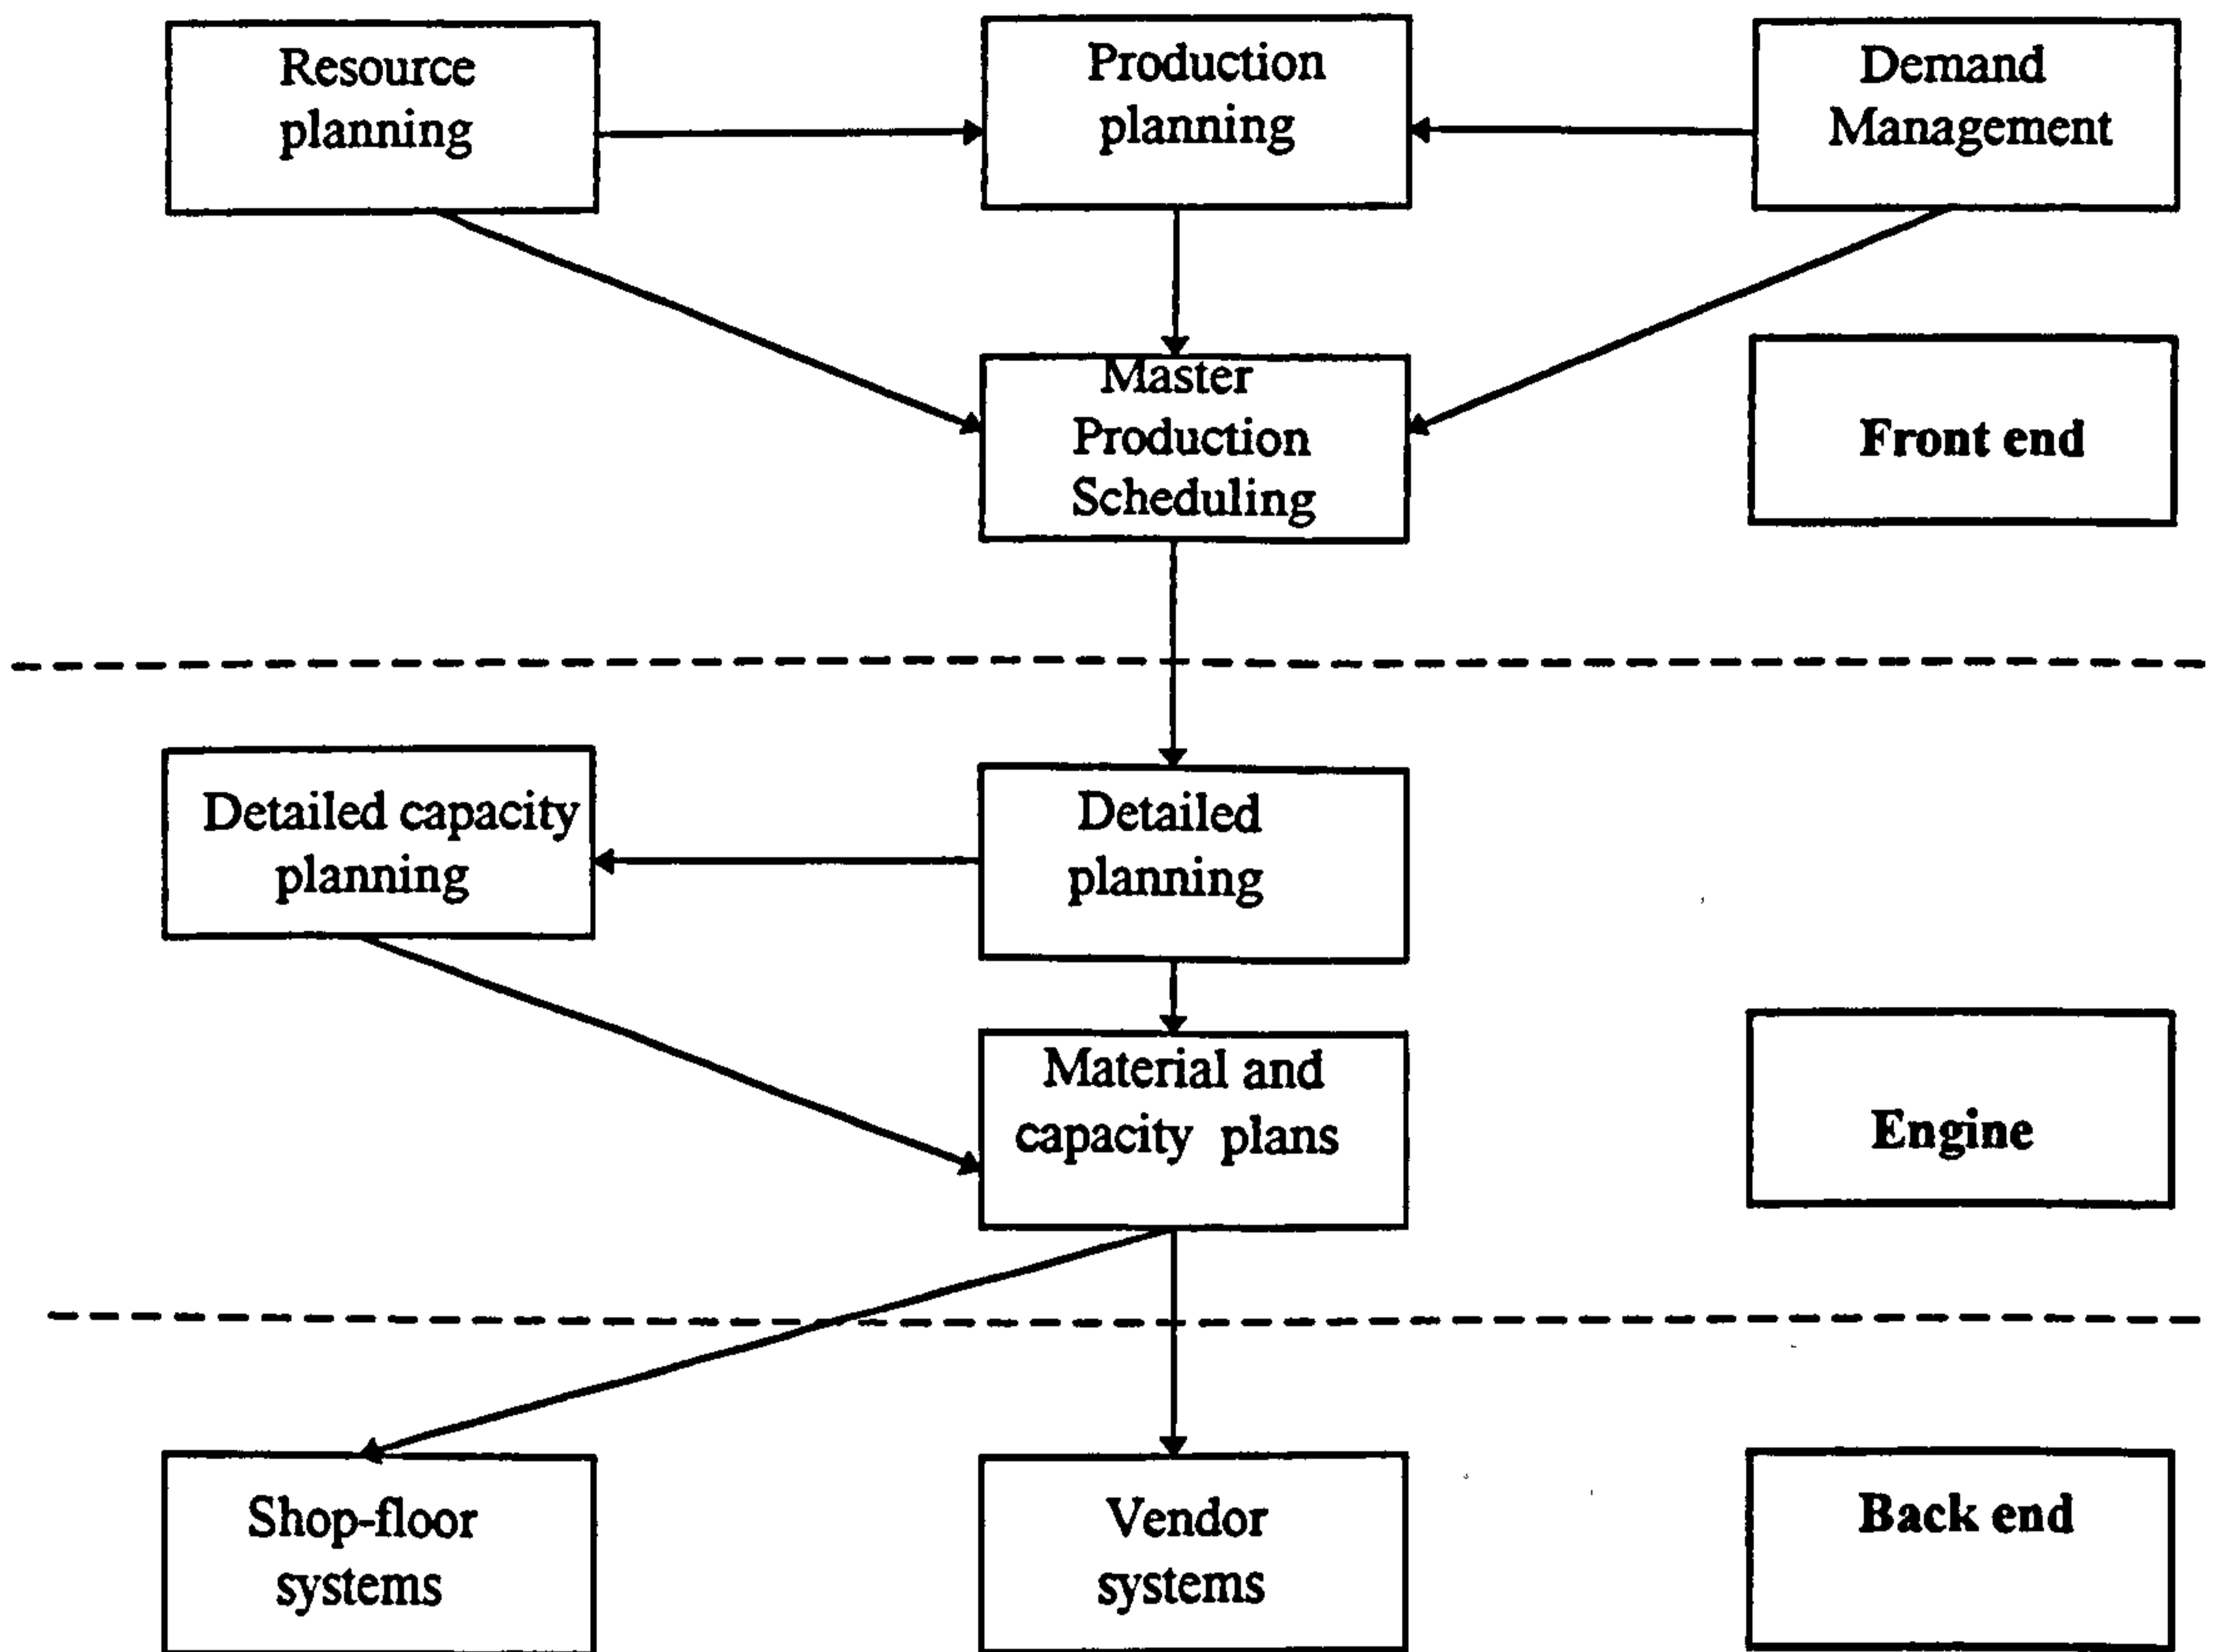 Resource
planning
Production
planning
Demand
Management
Master
Production
Scheduling
Front end
Detailed capacity
planning
Detailed
planning
Material and
capacity plans
Engine
Shop-floor
systems
Vendor
systems
Back end